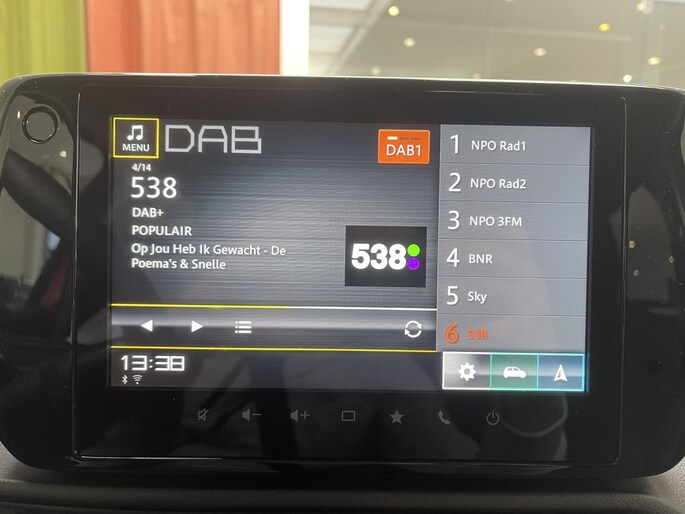 MENU
DAB
DAB1
4/14
538
DAB+
POPULAIR
Op Jou Heb Ik Gewacht - De
Poema's & Snelle
538
1 NPO Rad1
2 NPO Rad2
3 NPO 3FM
4 BNR
5 Sky
6 538
13:38